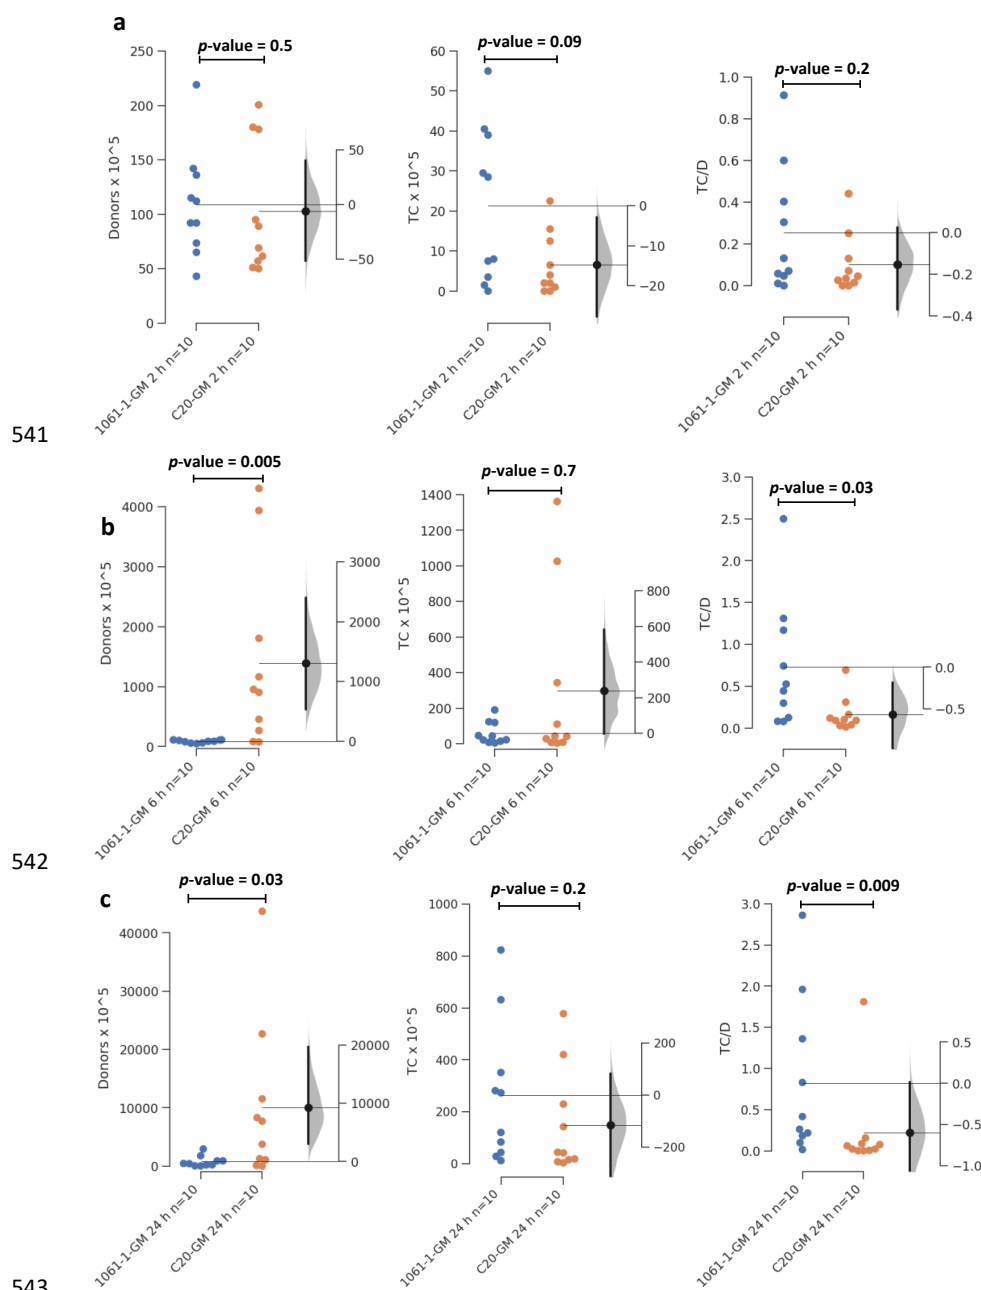 a
p-value = 0.5
p-value = 0.09
p-value = 0.2
250
200
150
100
50
0
Donors x 10^5
50
0
−50
60
50
40
30
20
10
0
TC x 10^5
0
−10
−20
1.0
0.8
0.6
0.4
0.2
0.0
TC/D
0.0
−0.2
−0.4
1061-1-GM 2 h n=10
C20-GM 2 h n=10
1061-1-GM 2 h n=10
C20-GM 2 h n=10
1061-1-GM 2 h n=10
C20-GM 2 h n=10
541
b
p-value = 0.005
p-value = 0.7
p-value = 0.03
4000
3000
2000
1000
0
Donors x 10^5
3000
2000
1000
0
1400
1200
1000
800
600
400
200
0
TC x 10^5
800
600
400
200
0
3.0
2.5
2.0
1.5
1.0
0.5
0.0
TC/D
0.0
−0.5
1061-1-GM 6 h n=10
C20-GM 6 h n=10
1061-1-GM 6 h n=10
C20-GM 6 h n=10
1061-1-GM 6 h n=10
C20-GM 6 h n=10
542
c
p-value = 0.03
p-value = 0.2
p-value = 0.009
40000
30000
20000
10000
0
Donors x 10^5
20000
10000
0
1000
800
600
400
200
0
TC x 10^5
200
0
−200
3.0
2.5
2.0
1.5
1.0
0.5
0.0
TC/D
0.5
0.0
−0.5
−1.0
1061-1-GM 24 h n=10
C20-GM 24 h n=10
1061-1-GM 24 h n=10
C20-GM 24 h n=10
1061-1-GM 24 h n=10
C20-GM 24 h n=10
543